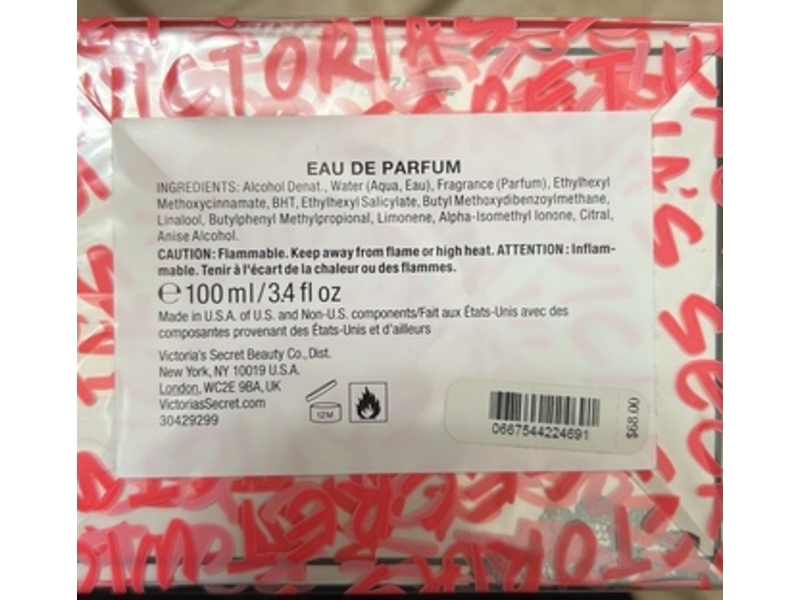 VICTORIA'S
SECRET
EAU DE PARFUM
INGREDIENTS: Alcohol Denat., Water (Aqua, Eau), Fragrance (Parfum), Ethylhexyl
Methoxycinnamate, BHT, Ethylhexyl Salicylate, Butyl Methoxydibenzoylmethane,
Linalool, Butylphenyl Methylpropional, Limonene, Alpha-Isomethyl Ionone, Citral,
Anise Alcohol.
CAUTION: Flammable. Keep away from flame or high heat. ATTENTION : Inflam-
mable. Tenir à l'écart de la chaleur ou des flammes.
℮ 100 ml/3.4 fl oz
Made in U.S.A. of U.S. and Non-U.S. components/Fait aux États-Unis avec des
composantes provenant des États-Unis et d'ailleurs
Victoria's Secret Beauty Co., Dist.
New York, NY 10019 U.S.A.
London, WC2E 9BA, UK
VictoriasSecret.com
30429299
12M
0667544224691
$68.00